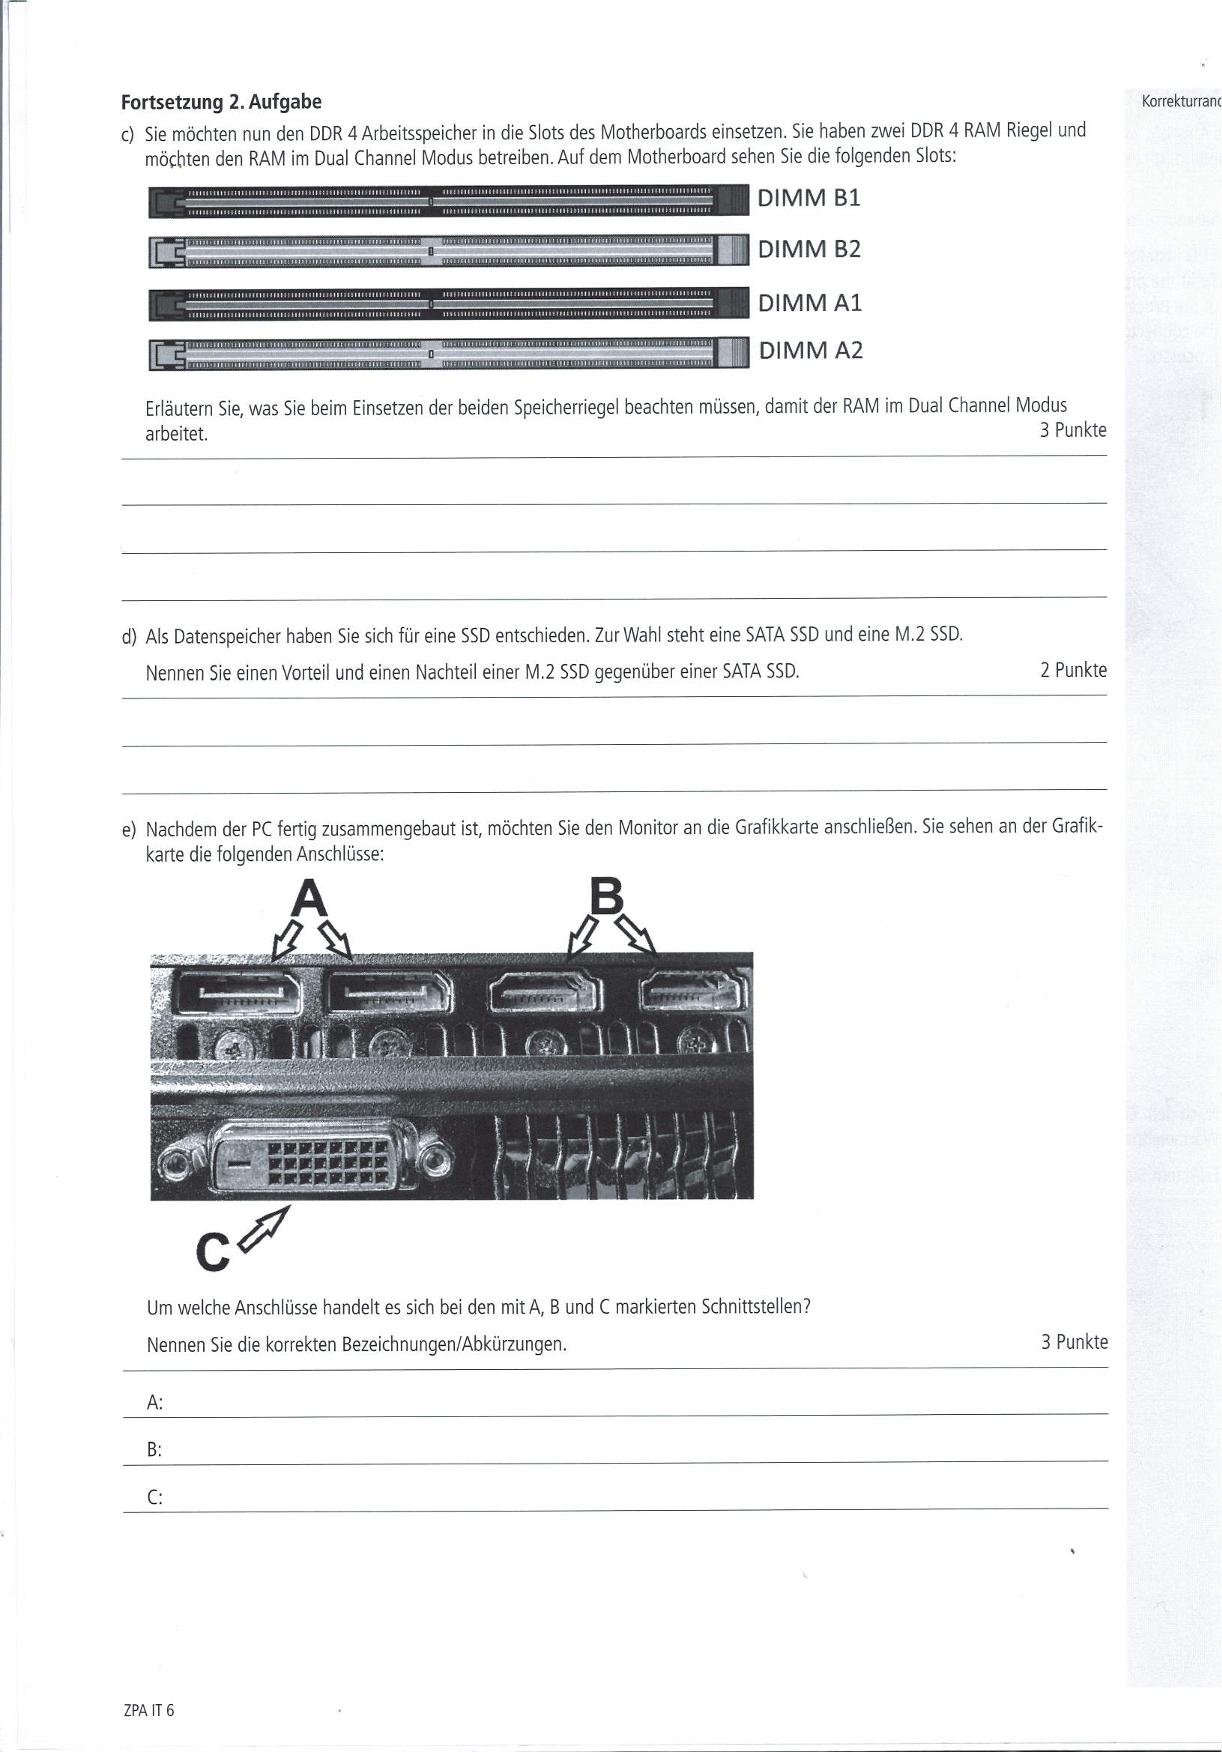 Fortsetzung 2. Aufgabe
Korrekturrand
c) Sie möchten nun den DDR 4 Arbeitsspeicher in die Slots des Motherboards einsetzen. Sie haben zwei DDR 4 RAM Riegel und
möchten den RAM im Dual Channel Modus betreiben. Auf dem Motherboard sehen Sie die folgenden Slots:
DIMM B1
DIMM B2
DIMM A1
DIMM A2
Erläutern Sie, was Sie beim Einsetzen der beiden Speicherriegel beachten müssen, damit der RAM im Dual Channel Modus
arbeitet. 3 Punkte
d) Als Datenspeicher haben Sie sich für eine SSD entschieden. Zur Wahl steht eine SATA SSD und eine M.2 SSD.
Nennen Sie einen Vorteil und einen Nachteil einer M.2 SSD gegenüber einer SATA SSD. 2 Punkte
e) Nachdem der PC fertig zusammengebaut ist, möchten Sie den Monitor an die Grafikkarte anschließen. Sie sehen an der Grafik-
karte die folgenden Anschlüsse:
A B
C
Um welche Anschlüsse handelt es sich bei den mit A, B und C markierten Schnittstellen?
Nennen Sie die korrekten Bezeichnungen/Abkürzungen. 3 Punkte
A:
B:
C:
ZPA IT 6